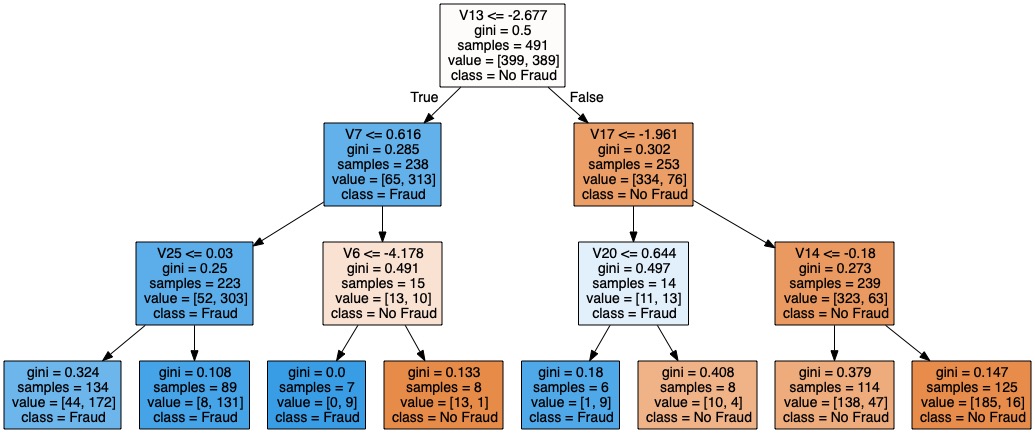 V13 <= -2.677
gini = 0.5
samples = 491
value = [399, 389]
class = No Fraud
True
False
V7 <= 0.616
gini = 0.285
samples = 238
value = [65, 313]
class = Fraud
V17 <= -1.961
gini = 0.302
samples = 253
value = [334, 76]
class = No Fraud
V25 <= 0.03
gini = 0.25
samples = 223
value = [52, 303]
class = Fraud
V6 <= -4.178
gini = 0.491
samples = 15
value = [13, 10]
class = No Fraud
V20 <= 0.644
gini = 0.497
samples = 14
value = [11, 13]
class = Fraud
V14 <= -0.18
gini = 0.273
samples = 239
value = [323, 63]
class = No Fraud
gini = 0.324
samples = 134
value = [44, 172]
class = Fraud
gini = 0.108
samples = 89
value = [8, 131]
class = Fraud
gini = 0.0
samples = 7
value = [0, 9]
class = Fraud
gini = 0.133
samples = 8
value = [13, 1]
class = No Fraud
gini = 0.18
samples = 6
value = [1, 9]
class = Fraud
gini = 0.408
samples = 8
value = [10, 4]
class = No Fraud
gini = 0.379
samples = 114
value = [138, 47]
class = No Fraud
gini = 0.147
samples = 125
value = [185, 16]
class = No Fraud